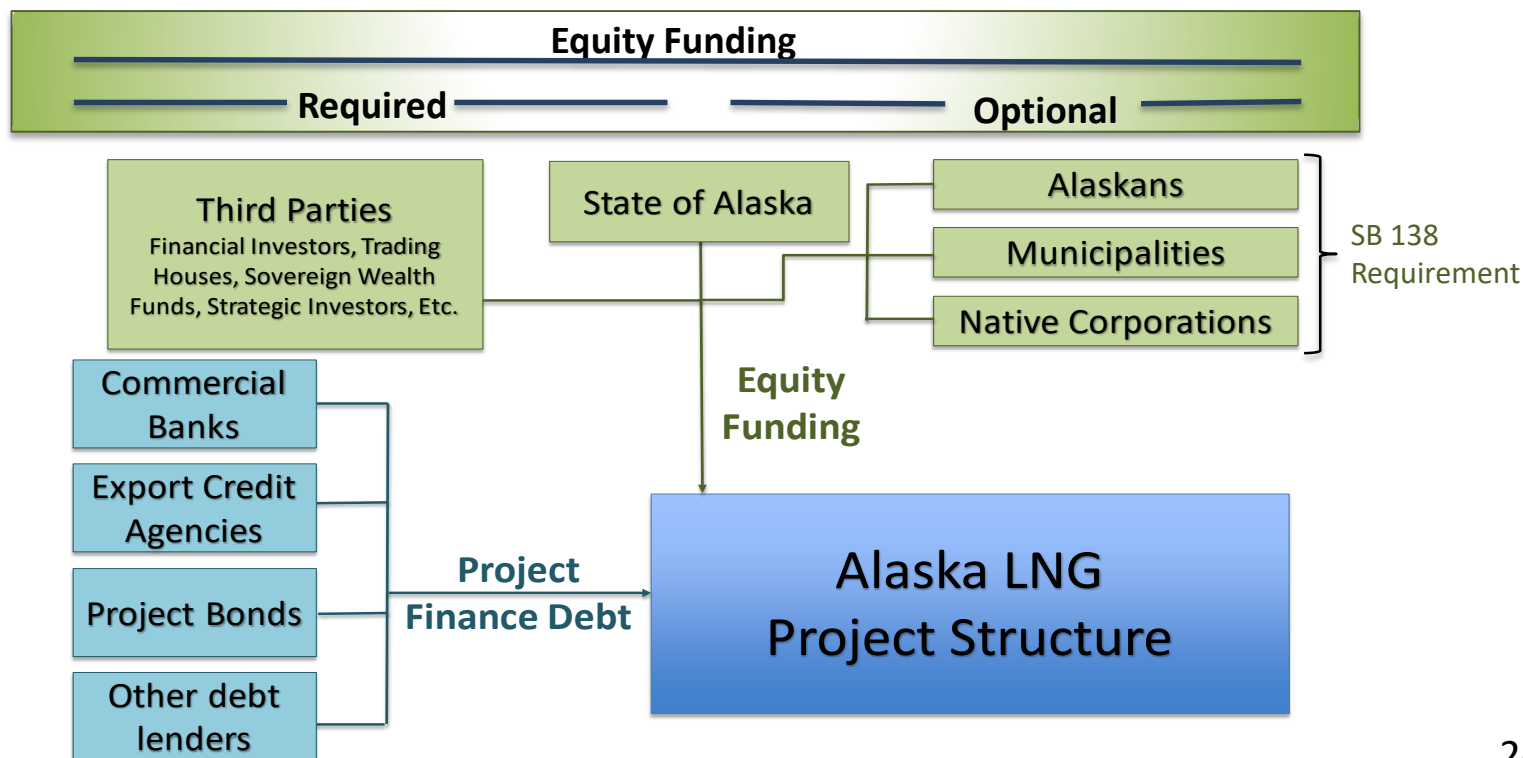 Equity Funding
Required
Optional
Third Parties
Financial Investors, Trading
Houses, Sovereign Wealth
Funds, Strategic Investors, Etc.
State of Alaska
Alaskans
Municipalities
Native Corporations
SB 138
Requirement
Commercial
Banks
Export Credit
Agencies
Project Bonds
Other debt
lenders
Equity
Funding
Project
Finance Debt
Alaska LNG
Project Structure
2